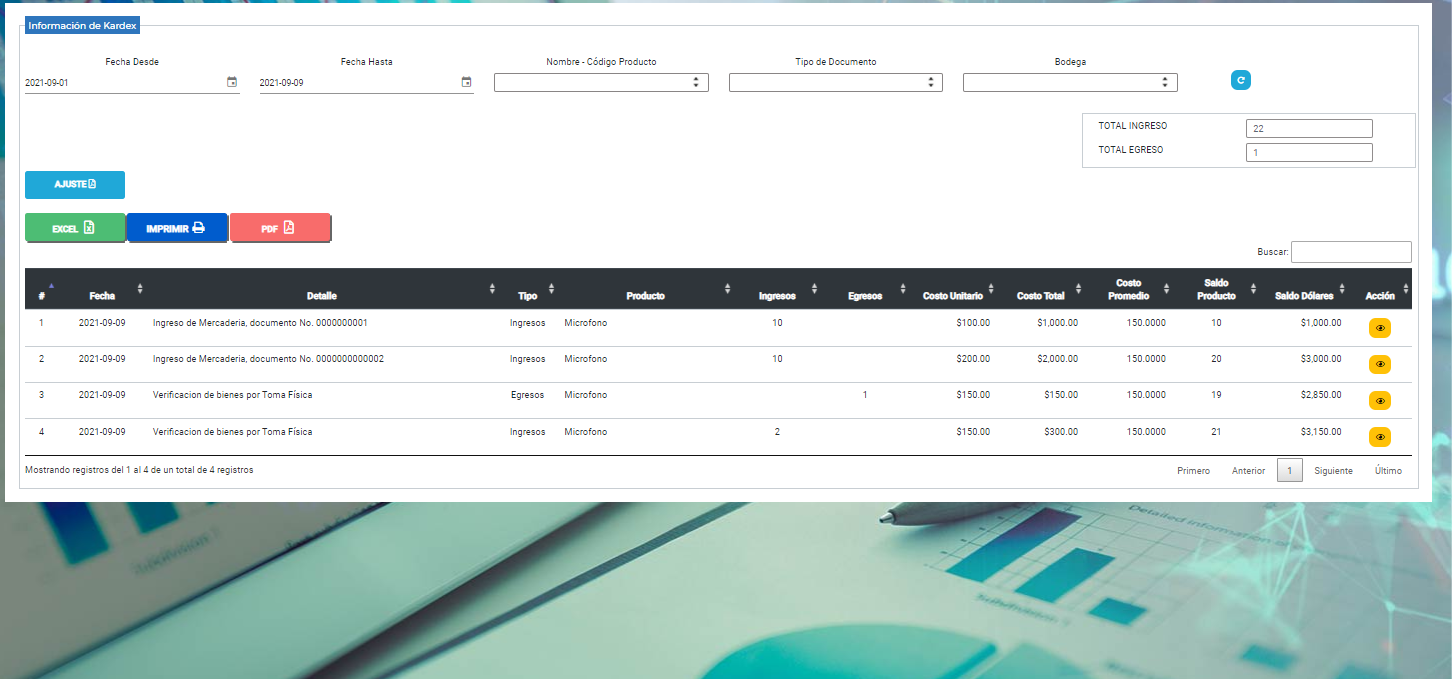 Información de Kardex
Fecha Desde Fecha Hasta Nombre - Código Producto Tipo de Documento Bodega
2021-09-01 2021-09-09
TOTAL INGRESO 22
TOTAL EGRESO 1
AJUSTE
EXCEL IMPRIMIR PDF
Buscar:
# Fecha Detalle Tipo Producto Ingresos Egresos Costo Unitario Costo Total Costo Promedio Saldo Producto Saldo Dólares Acción
1 2021-09-09 Ingreso de Mercaderia, documento No. 0000000001 Ingresos Microfono 10 $100.00 $1,000.00 150.0000 10 $1,000.00
2 2021-09-09 Ingreso de Mercaderia, documento No. 0000000000002 Ingresos Microfono 10 $200.00 $2,000.00 150.0000 20 $3,000.00
3 2021-09-09 Verificacion de bienes por Toma Física Egresos Microfono 1 $150.00 $150.00 150.0000 19 $2,850.00
4 2021-09-09 Verificacion de bienes por Toma Física Ingresos Microfono 2 $150.00 $300.00 150.0000 21 $3,150.00
Mostrando registros del 1 al 4 de un total de 4 registros
Primero Anterior 1 Siguiente Último
Detailed information